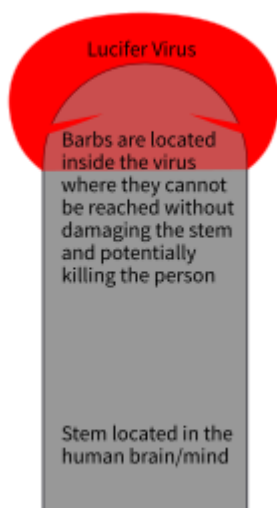 Lucifer Virus
Barbs are located
inside the virus
where they cannot
be reached without
damaging the stem
and potentially
killing the person
Stem located in the
human brain/mind